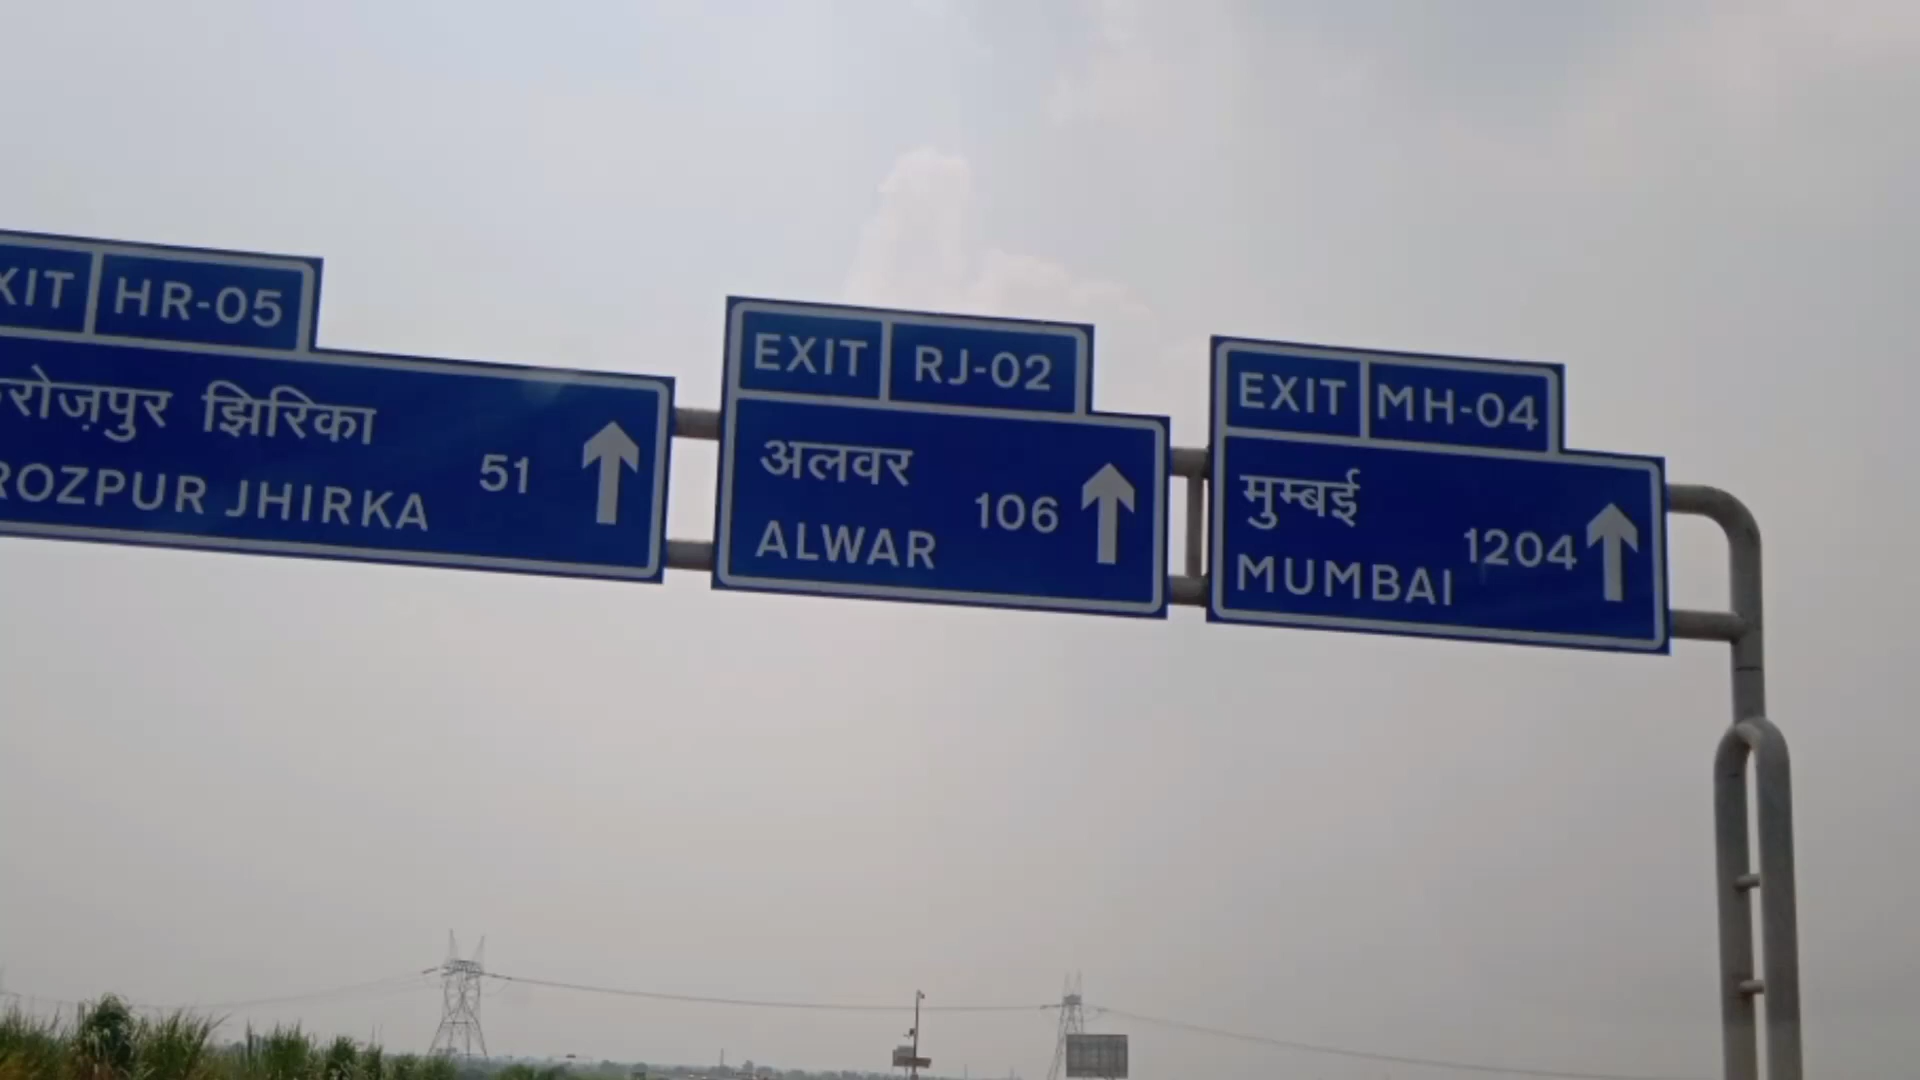 XIT HR-05
रोज़पुर झिरिका
ROZPUR JHIRKA
51
EXIT RJ-02
अलवर
ALWAR
106
EXIT MH-04
मुम्बई
MUMBAI
1204